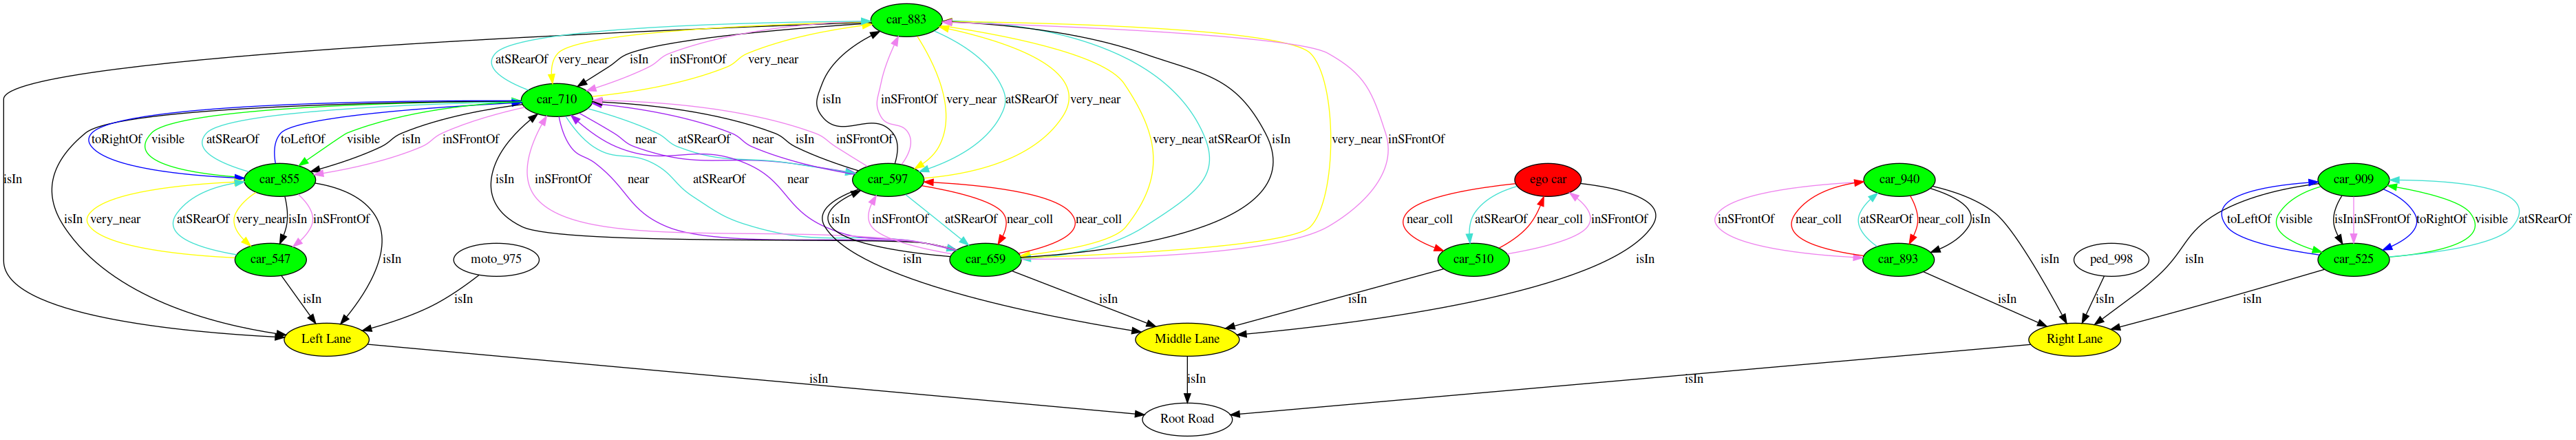 car_883
atSRearOf very_near isIn inSFrontOf very_near
car_710 isIn inSFrontOf very_near atSRearOf very_near
toRightOf visible atSRearOf toLeftOf visible isIn inSFrontOf near atSRearOf near isIn inSFrontOf very_near atSRearOf isIn very_near inSFrontOf
isIn car_855 isIn inSFrontOf near atSRearOf near car_597 ego car car_940 car_909
isIn very_near atSRearOf very_near isIn inSFrontOf isIn inSFrontOf atSRearOf near_coll near_coll near_coll atSRearOf near_coll inSFrontOf inSFrontOf near_coll atSRearOf near_coll isIn toLeftOf visible isIn inSFrontOf toRightOf visible atSRearOf
car_547 isIn moto_975 isIn car_659 car_510 isIn car_893 isIn ped_998 isIn car_525
isIn isIn isIn isIn isIn isIn isIn
Left Lane Middle Lane Right Lane
isIn isIn isIn
Root Road